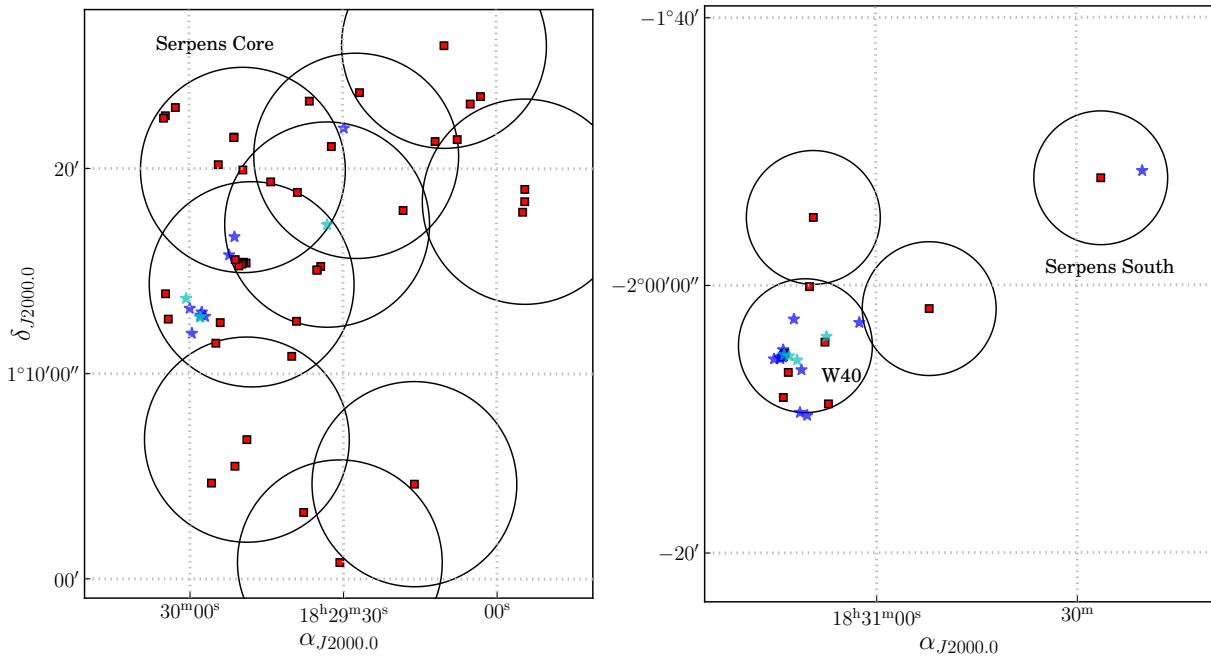 Serpens Core
20′
1°10′00″
00′
δJ2000.0
30ᵐ00ˢ
18ʰ29ᵐ30ˢ
00ˢ
αJ2000.0
−1°40′
−2°00′00″
−20′
Serpens South
W40
18ʰ31ᵐ00ˢ
30ᵐ
αJ2000.0